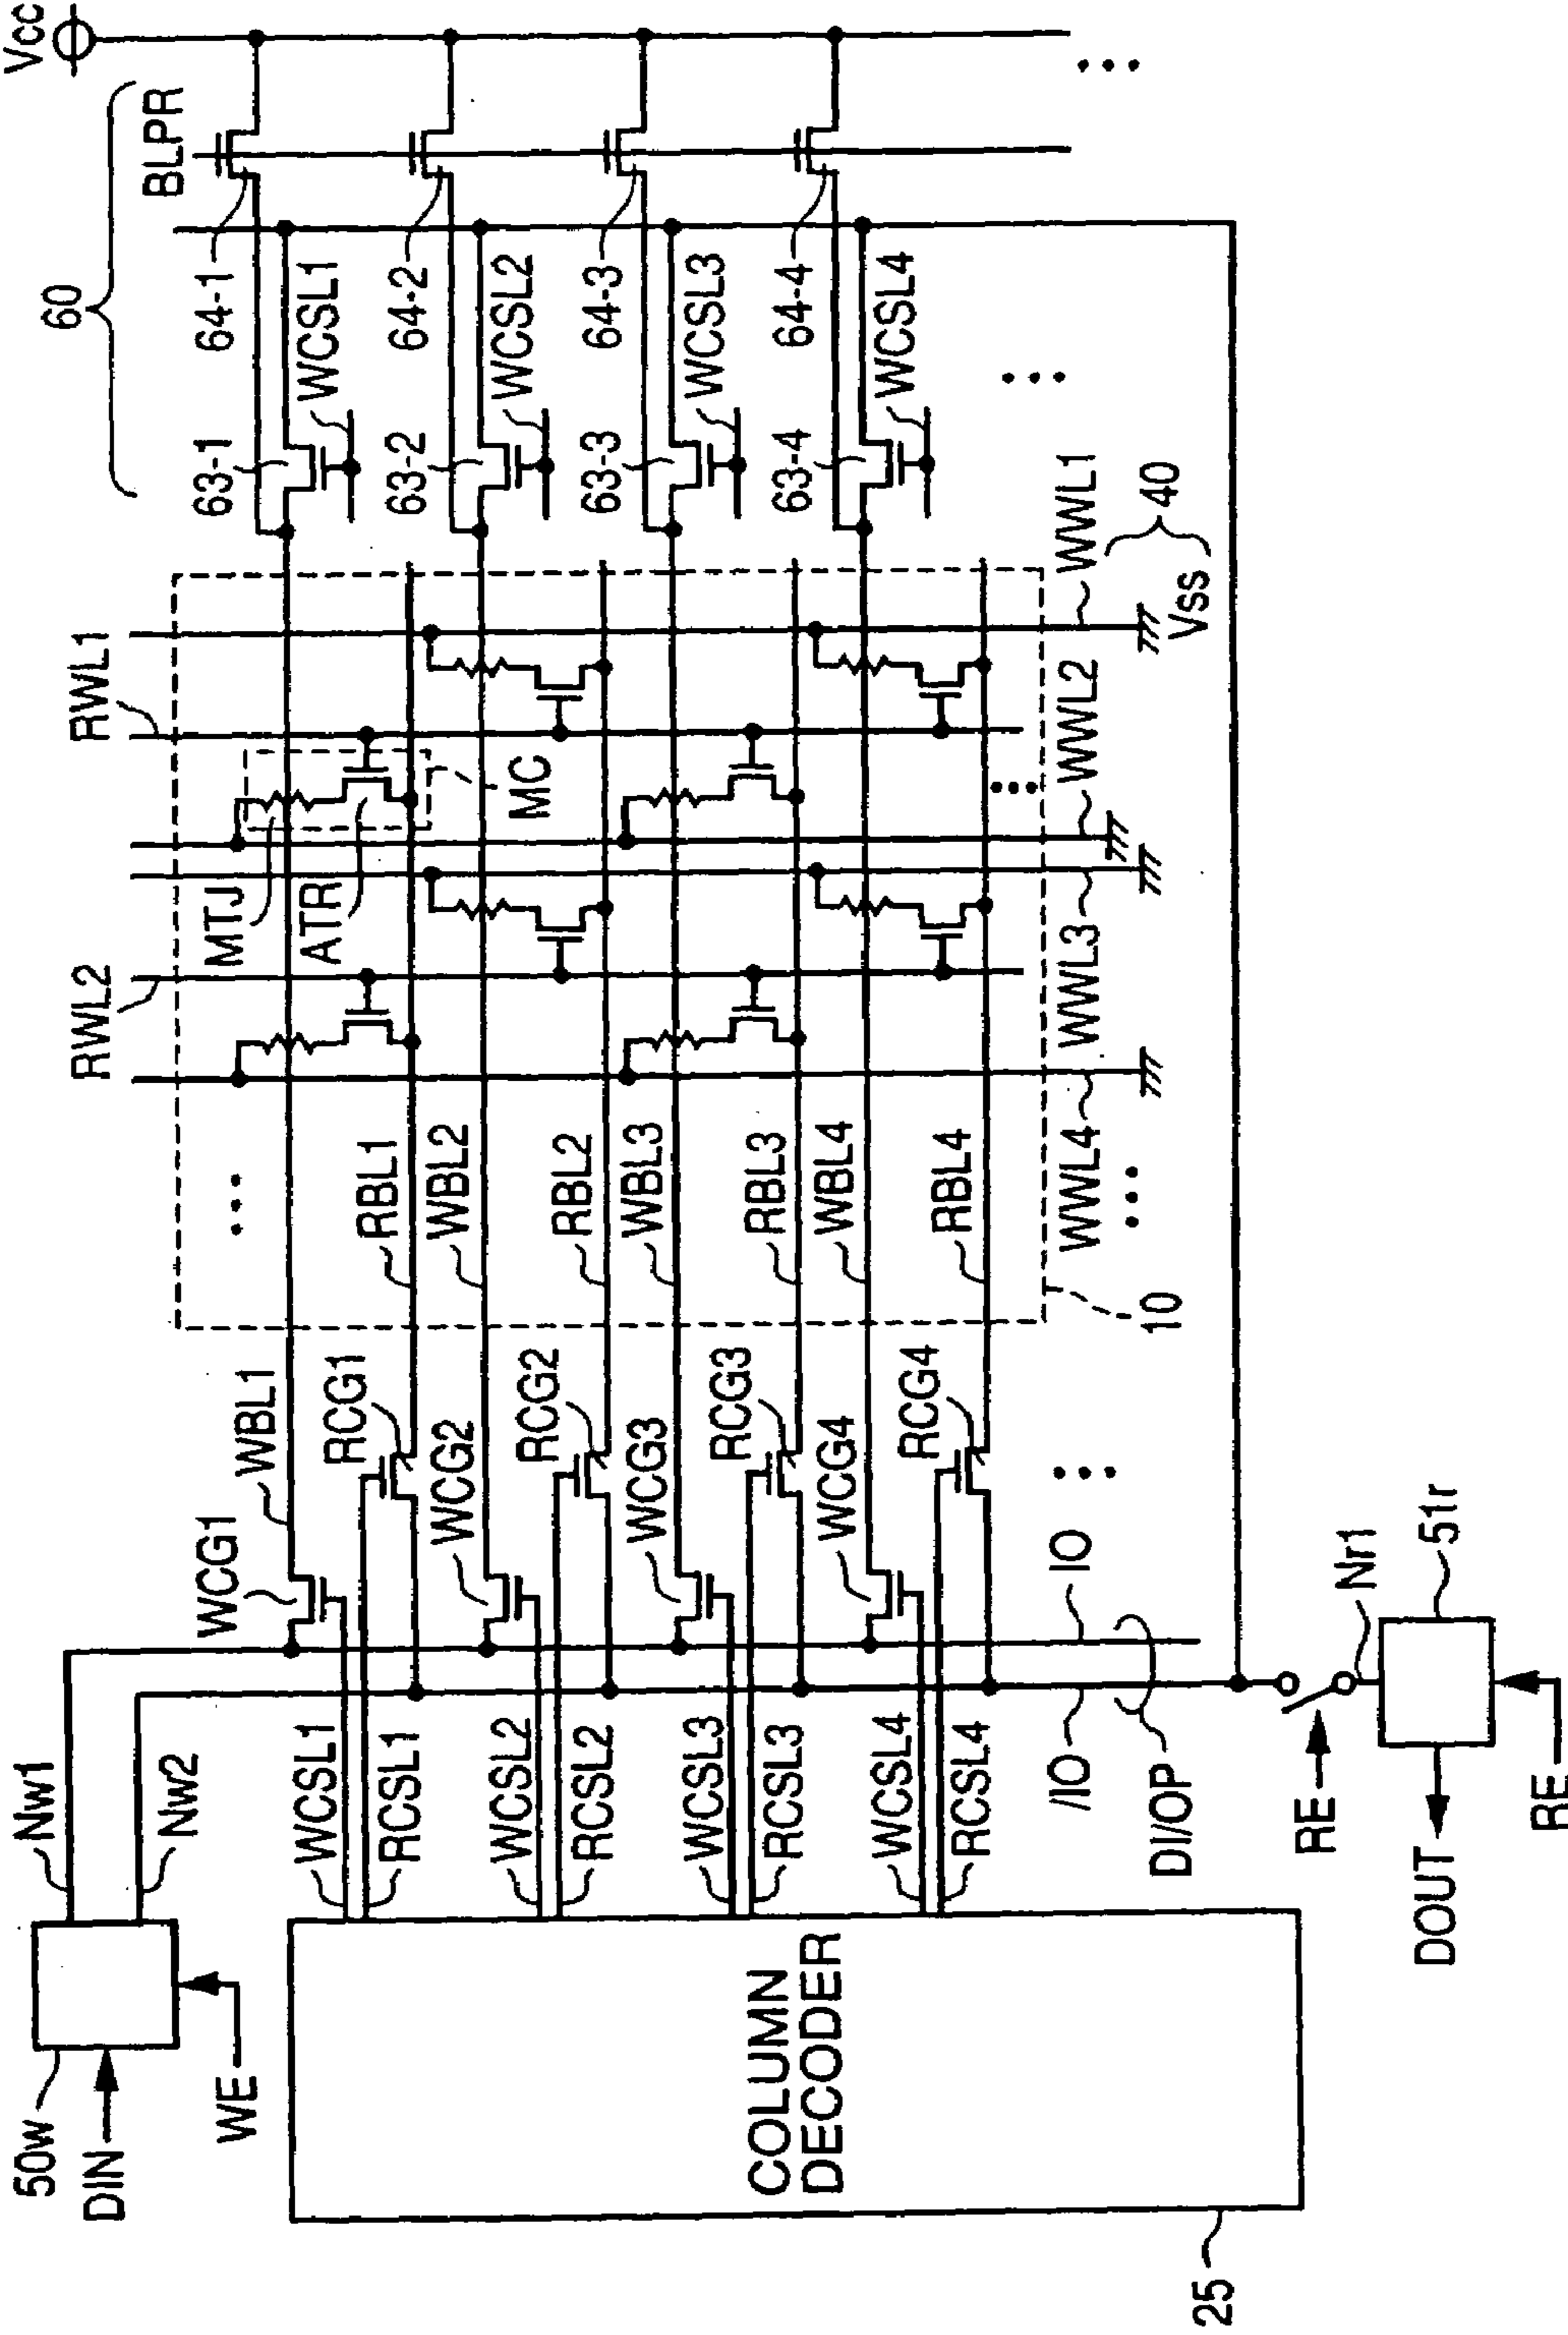 Vcc
60
BLPR
64-1
64-2
64-3
64-4
WCSL1
WCSL2
WCSL3
WCSL4
63-1
63-2
63-3
63-4
RWL1
WWL1
40
Vss
WWL2
MC
MTJ
ATR
RWL2
WWL3
WWL4
...
RBL1
WBL2
RBL2
WBL3
RBL3
WBL4
RBL4
10
WBL1
RCG1
RCG2
RCG3
RCG4
WCG1
WCG2
WCG3
WCG4
IO
Nr1
51r
Nw1
Nw2
WCSL1
RCSL1
WCSL2
RCSL2
WCSL3
RCSL3
WCSL4
RCSL4
/IO
DI/OP
RE
DOUT
RE
50w
DIN
WE
COLUMN
DECODER
25